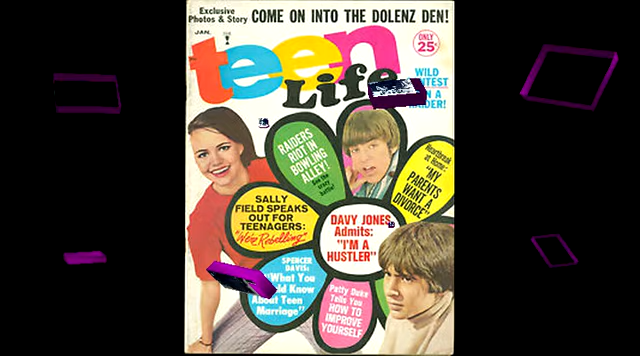 Exclusive
Photos & Story COME ON INTO THE DOLENZ DEN!
JAN.
teen
Life
ONLY
25¢
WILD
RAIDERS
RIOT IN
BOWLING
ALLEY!
Heartbreak
at Home:
"MY
PARENTS
WANT A
DIVORCE"
SALLY
FIELD SPEAKS
OUT FOR
TEENAGERS:
"We're Rebelling"
DAVY JONES
Admits:
"I'M A
HUSTLER"
SPENCER
DAVIS:
"What You
Know
About Teen
Marriage"
Patty Duke
Tells You
HOW TO
IMPROVE
YOURSELF